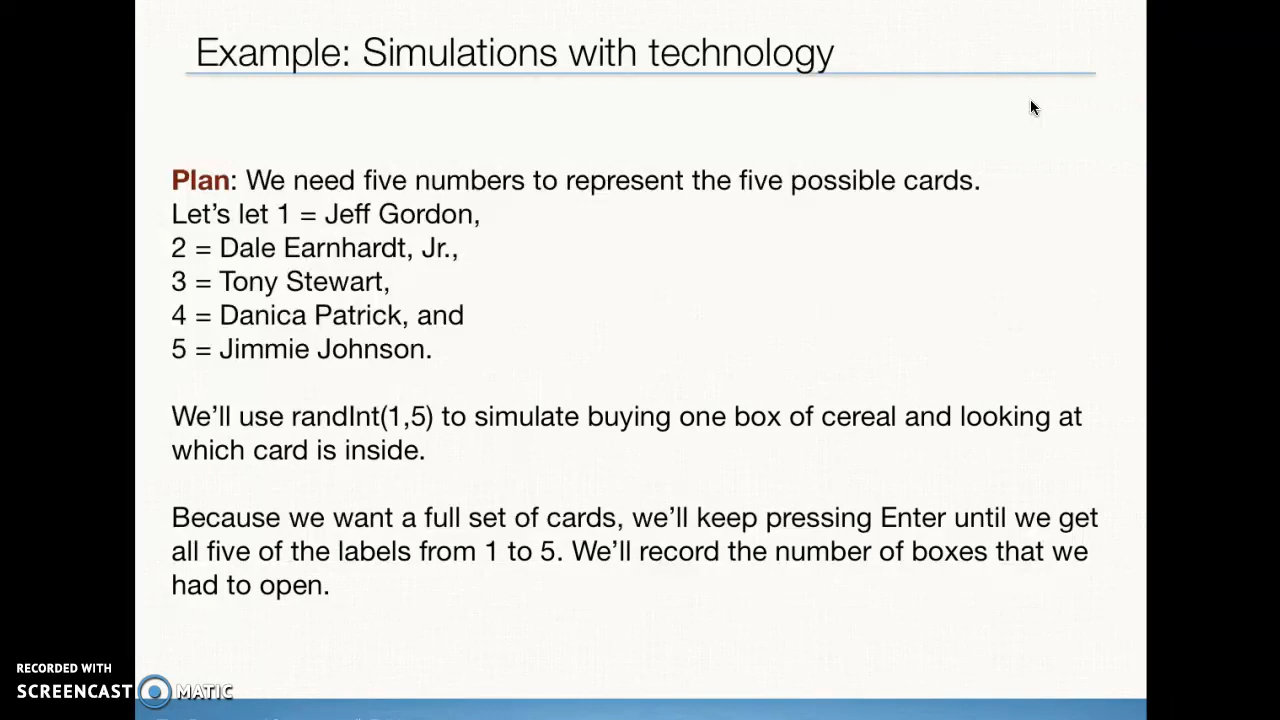 Example: Simulations with technology
Plan: We need five numbers to represent the five possible cards.
Let’s let 1 = Jeff Gordon,
2 = Dale Earnhardt, Jr.,
3 = Tony Stewart,
4 = Danica Patrick, and
5 = Jimmie Johnson.
We’ll use randInt(1,5) to simulate buying one box of cereal and looking at
which card is inside.
Because we want a full set of cards, we’ll keep pressing Enter until we get
all five of the labels from 1 to 5. We’ll record the number of boxes that we
had to open.
RECORDED WITH
SCREENCAST MATIC